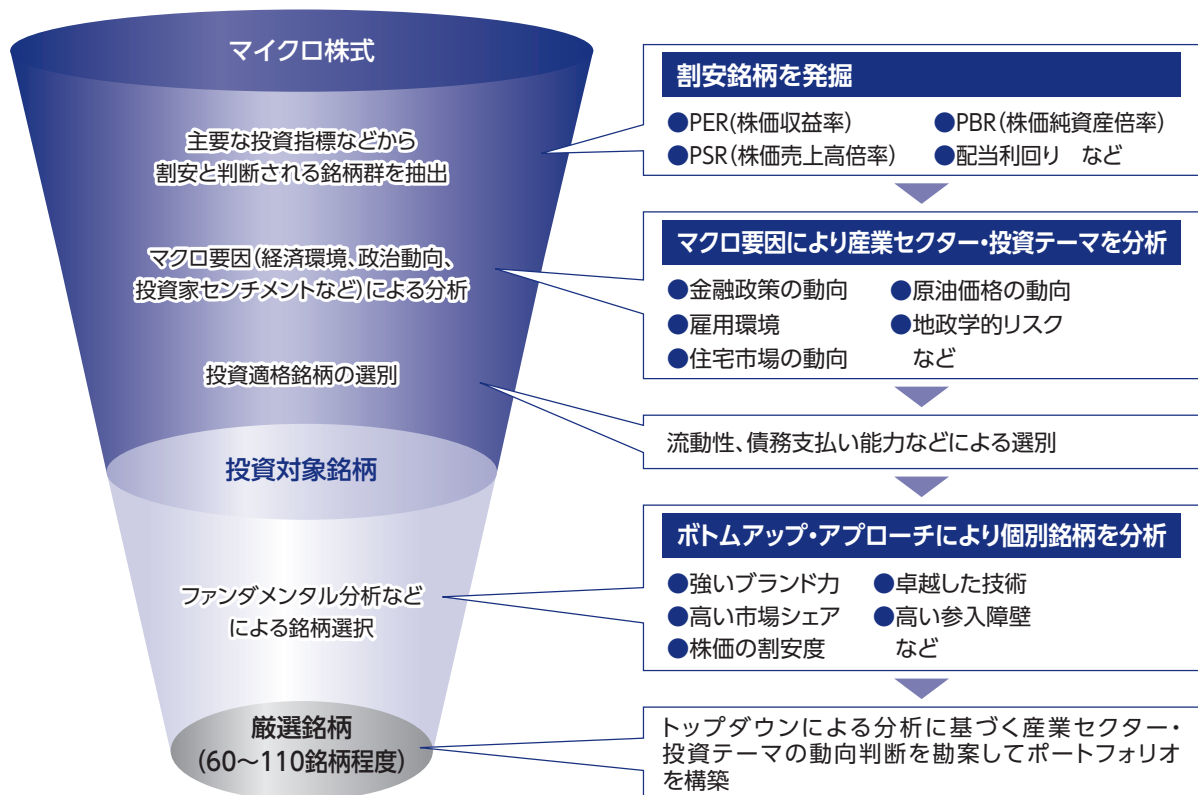 マイクロ株式
主要な投資指標などから
割安と判断される銘柄群を抽出
マクロ要因(経済環境、政治動向、
投資家センチメントなど)による分析
投資適格銘柄の選別
投資対象銘柄
ファンダメンタル分析など
による銘柄選択
厳選銘柄
(60〜110銘柄程度)
割安銘柄を発掘
●PER(株価収益率) ●PBR(株価純資産倍率)
●PSR(株価売上高倍率) ●配当利回り など
マクロ要因により産業セクター・投資テーマを分析
●金融政策の動向 ●原油価格の動向
●雇用環境 ●地政学的リスク
●住宅市場の動向 など
流動性、債務支払い能力などによる選別
ボトムアップ・アプローチにより個別銘柄を分析
●強いブランド力 ●卓越した技術
●高い市場シェア ●高い参入障壁
●株価の割安度 など
トップダウンによる分析に基づく産業セクター・
投資テーマの動向判断を勘案してポートフォリオ
を構築